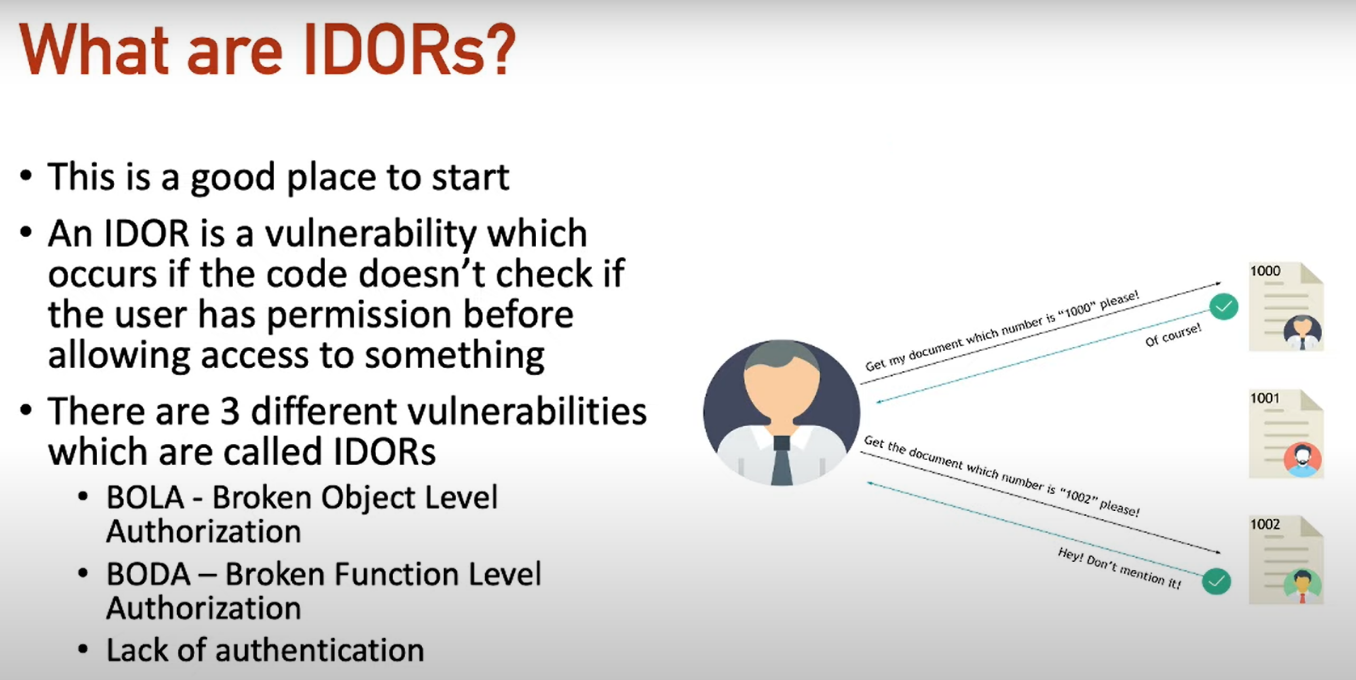 What are IDORs?
• This is a good place to start
• An IDOR is a vulnerability which
occurs if the code doesn't check if
the user has permission before
allowing access to something
• There are 3 different vulnerabilities
which are called IDORs
• BOLA - Broken Object Level
Authorization
• BODA – Broken Function Level
Authorization
• Lack of authentication
Get my document which number is "1000" please!
Of course!
Get the document which number is "1002" please!
Hey! Don't mention it!
1000
1001
1002